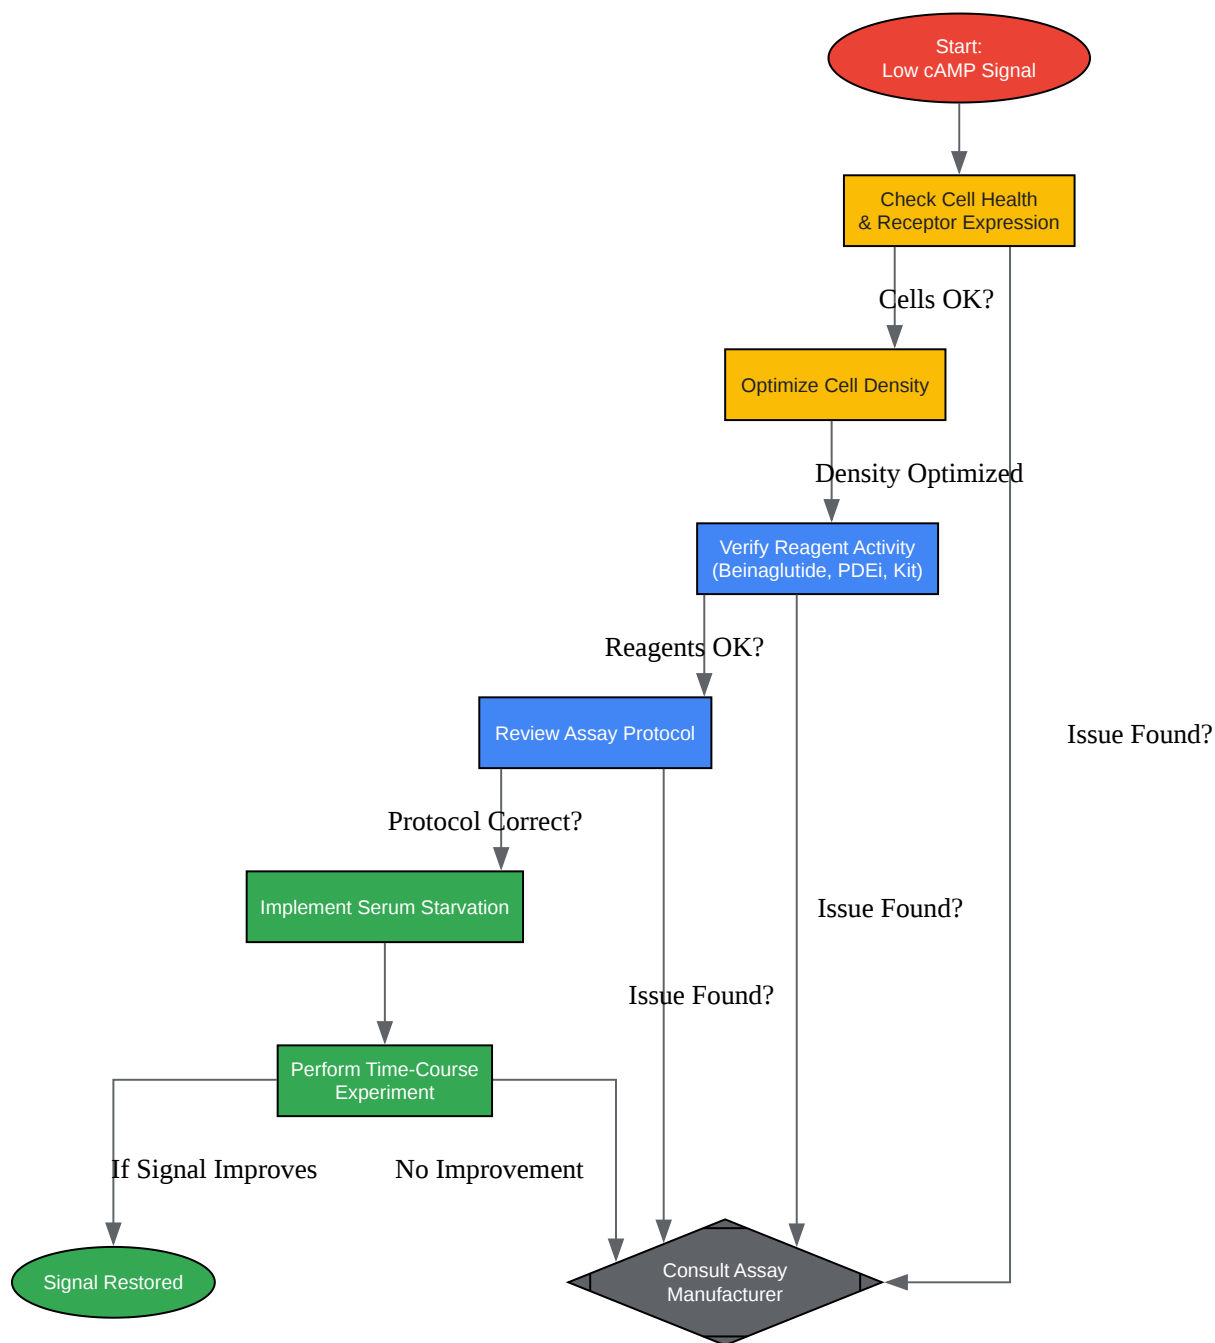 Start:
Low cAMP Signal
Check Cell Health
& Receptor Expression
Cells OK?
Optimize Cell Density
Density Optimized
Verify Reagent Activity
(Beinaglutide, PDEi, Kit)
Reagents OK?
Review Assay Protocol
Issue Found?
Protocol Correct?
Implement Serum Starvation
Issue Found?
Issue Found?
Perform Time-Course
Experiment
If Signal Improves
No Improvement
Signal Restored
Consult Assay
Manufacturer